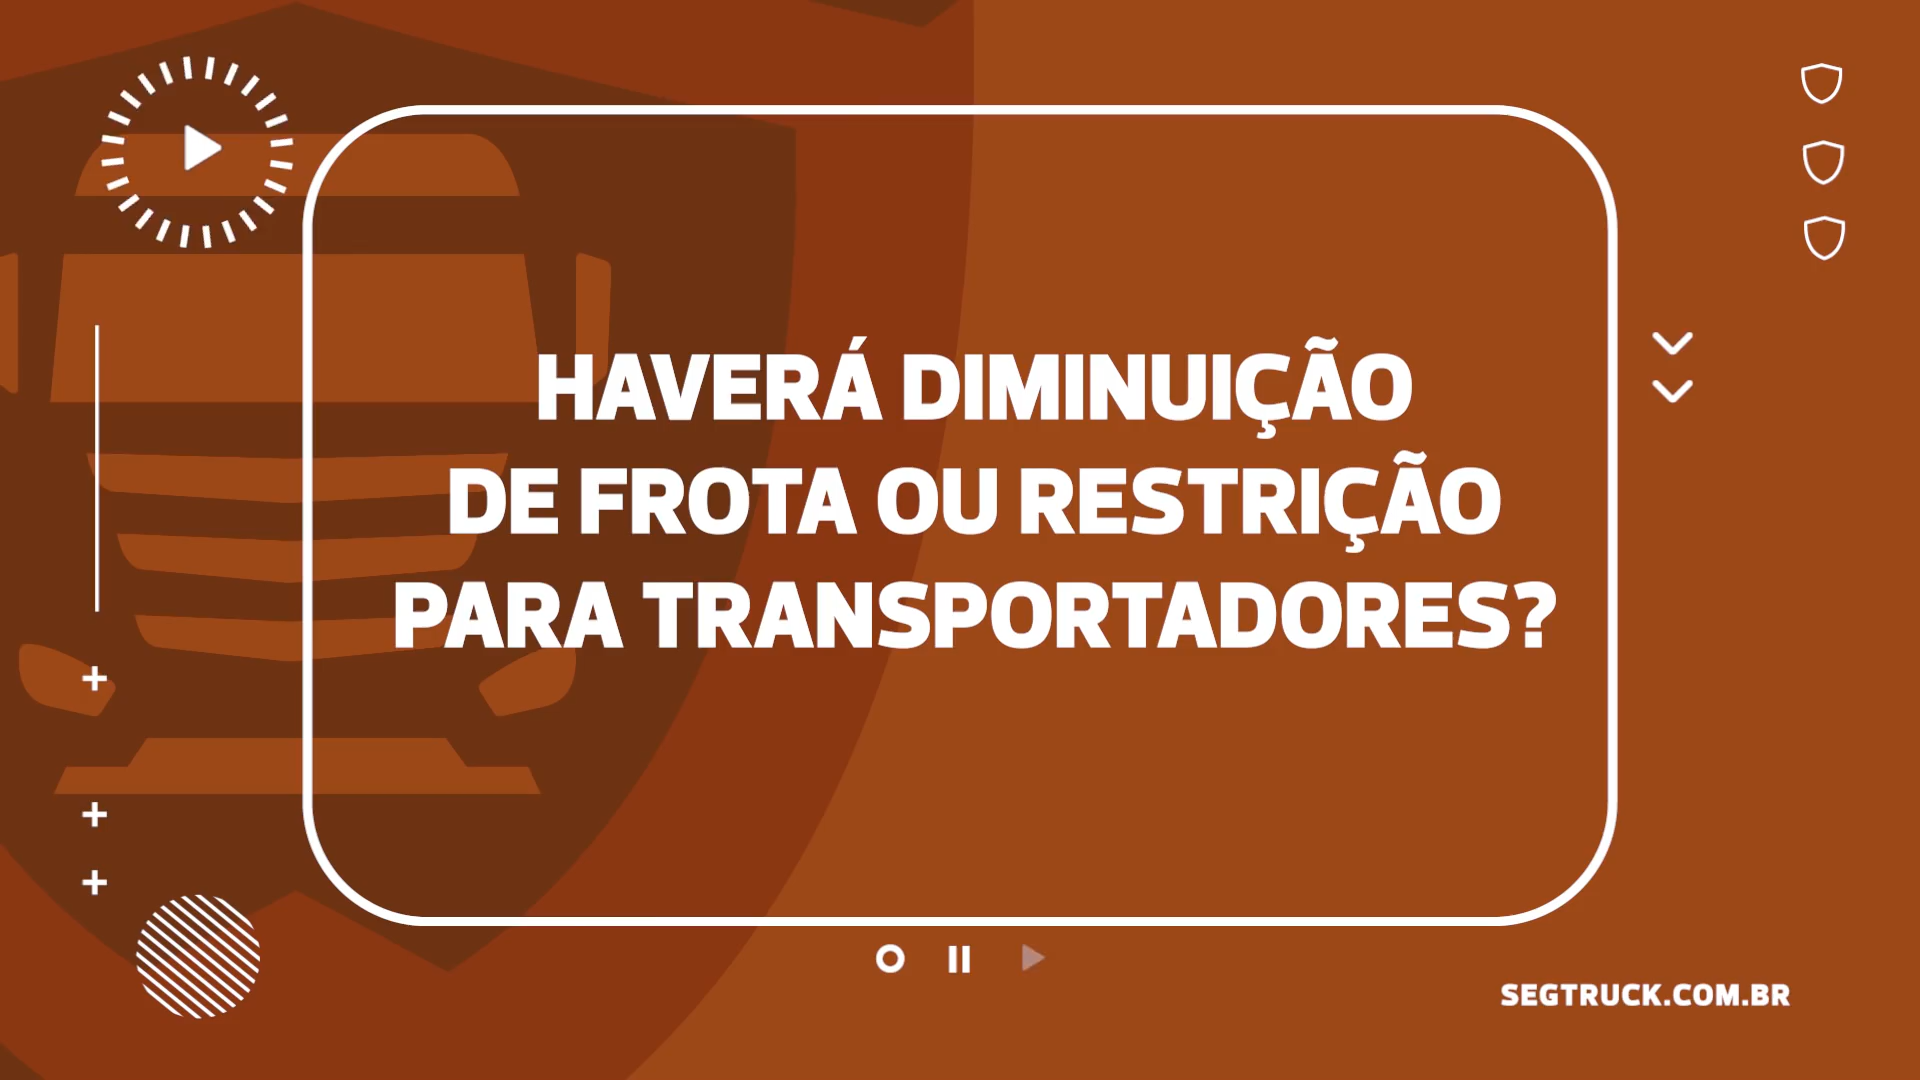 HAVERÁ DIMINUIÇÃO
DE FROTA OU RESTRIÇÃO
PARA TRANSPORTADORES?
SEGTRUCK.COM.BR